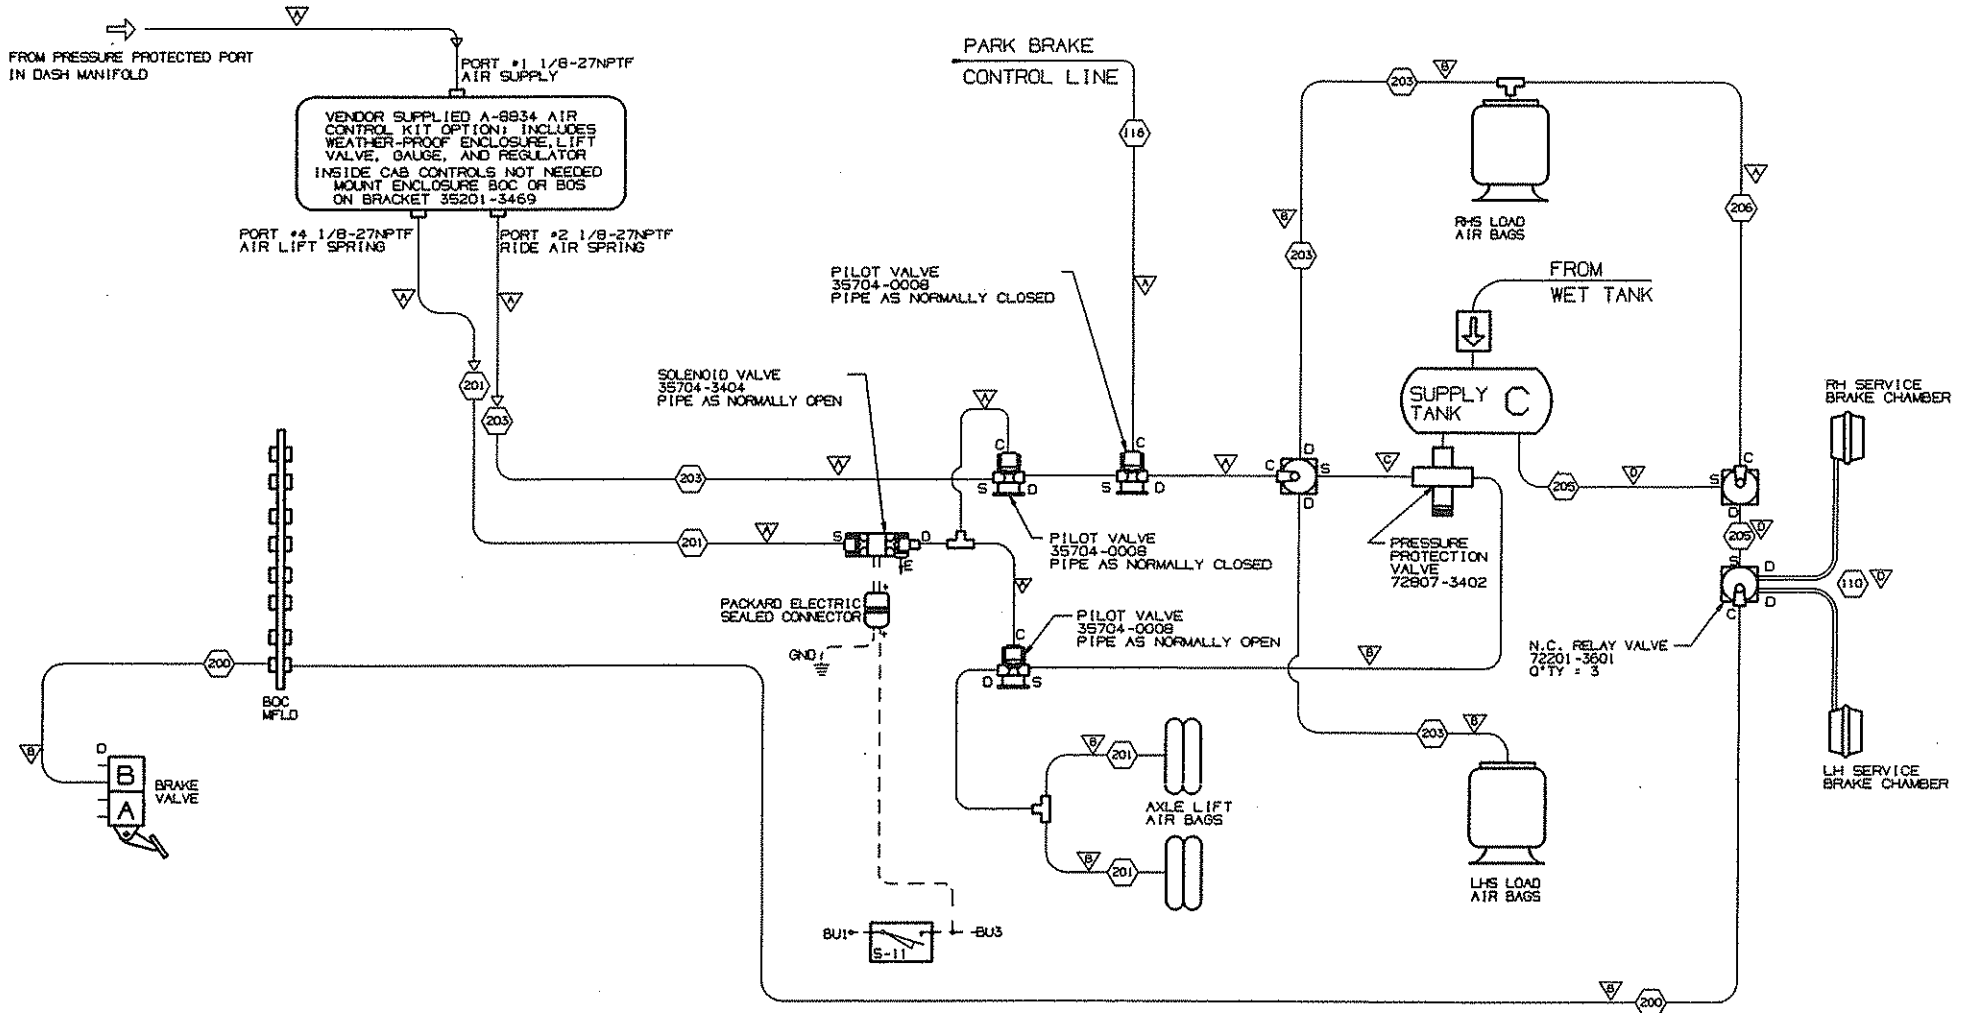 A
FROM PRESSURE PROTECTED PORT
IN DASH MANIFOLD
PORT #1 1/8-27NPTF
AIR SUPPLY
VENDOR SUPPLIED A-8834 AIR
CONTROL KIT OPTION; INCLUDES
WEATHER-PROOF ENCLOSURE, LIFT
VALVE, GAUGE, AND REGULATOR
INSIDE CAB CONTROLS NOT NEEDED
MOUNT ENCLOSURE BOC OR BOS
ON BRACKET 35201-3469
PORT #4 1/8-27NPTF
AIR LIFT SPRING
PORT #2 1/8-27NPTF
RIDE AIR SPRING
A
A
201
203
PARK BRAKE
CONTROL LINE
116
A
PILOT VALVE
35704-0008
PIPE AS NORMALLY CLOSED
SOLENOID VALVE
35704-3404
PIPE AS NORMALLY OPEN
203
B
RHS LOAD
AIR BAGS
A
206
B
203
FROM
WET TANK
SUPPLY
TANK
C
RH SERVICE
BRAKE CHAMBER
A
203
A
C
S
D
C
S
D
A
C
D
S
D
C
205
D
S
C
D
205
D
201
A
S
D
E
PILOT VALVE
35704-0008
PIPE AS NORMALLY CLOSED
PRESSURE
PROTECTION
VALVE
72807-3402
S
D
D
C
110
D
PACKARD ELECTRIC
SEALED CONNECTOR
+
+
GND
A
PILOT VALVE
35704-0008
PIPE AS NORMALLY OPEN
C
D
S
B
N.C. RELAY VALVE
72201-3601
Q'TY = 3
200
BOC
MFLD
B
D
B
A
BRAKE
VALVE
B
201
AXLE LIFT
AIR BAGS
B
201
203
B
LHS LOAD
AIR BAGS
LH SERVICE
BRAKE CHAMBER
BU1
S-11
BU3
B
200